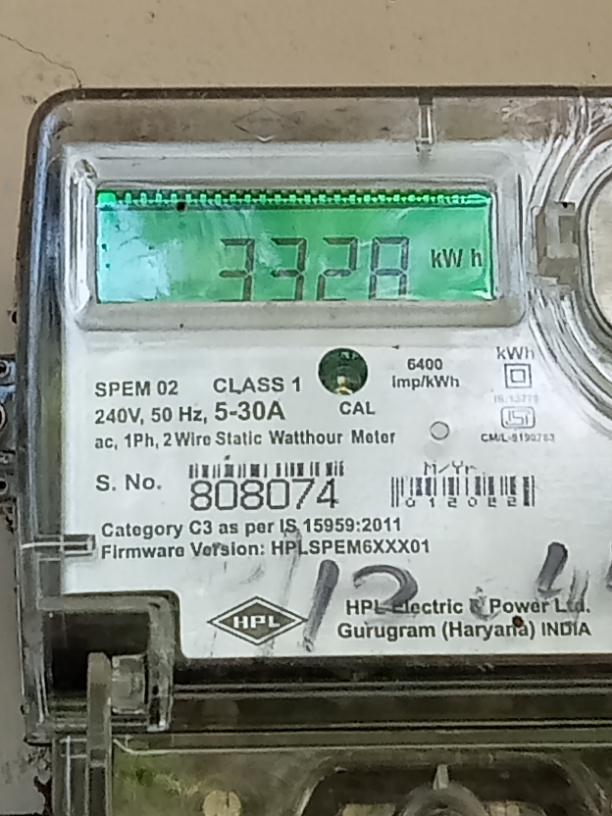 3328 kWh
6400
imp/kWh
kWh
SPEM 02 CLASS 1
240V, 50 Hz, 5-30A
CAL
ac, 1Ph, 2 Wire Static Watthour Meter
M/Yr.
S. No. 808074
Category C3 as per IS 15959:2011
Firmware Version: HPLSPEM6XXX01
12
HPL
HPL Electric & Power Ltd.
Gurugram (Haryana) INDIA